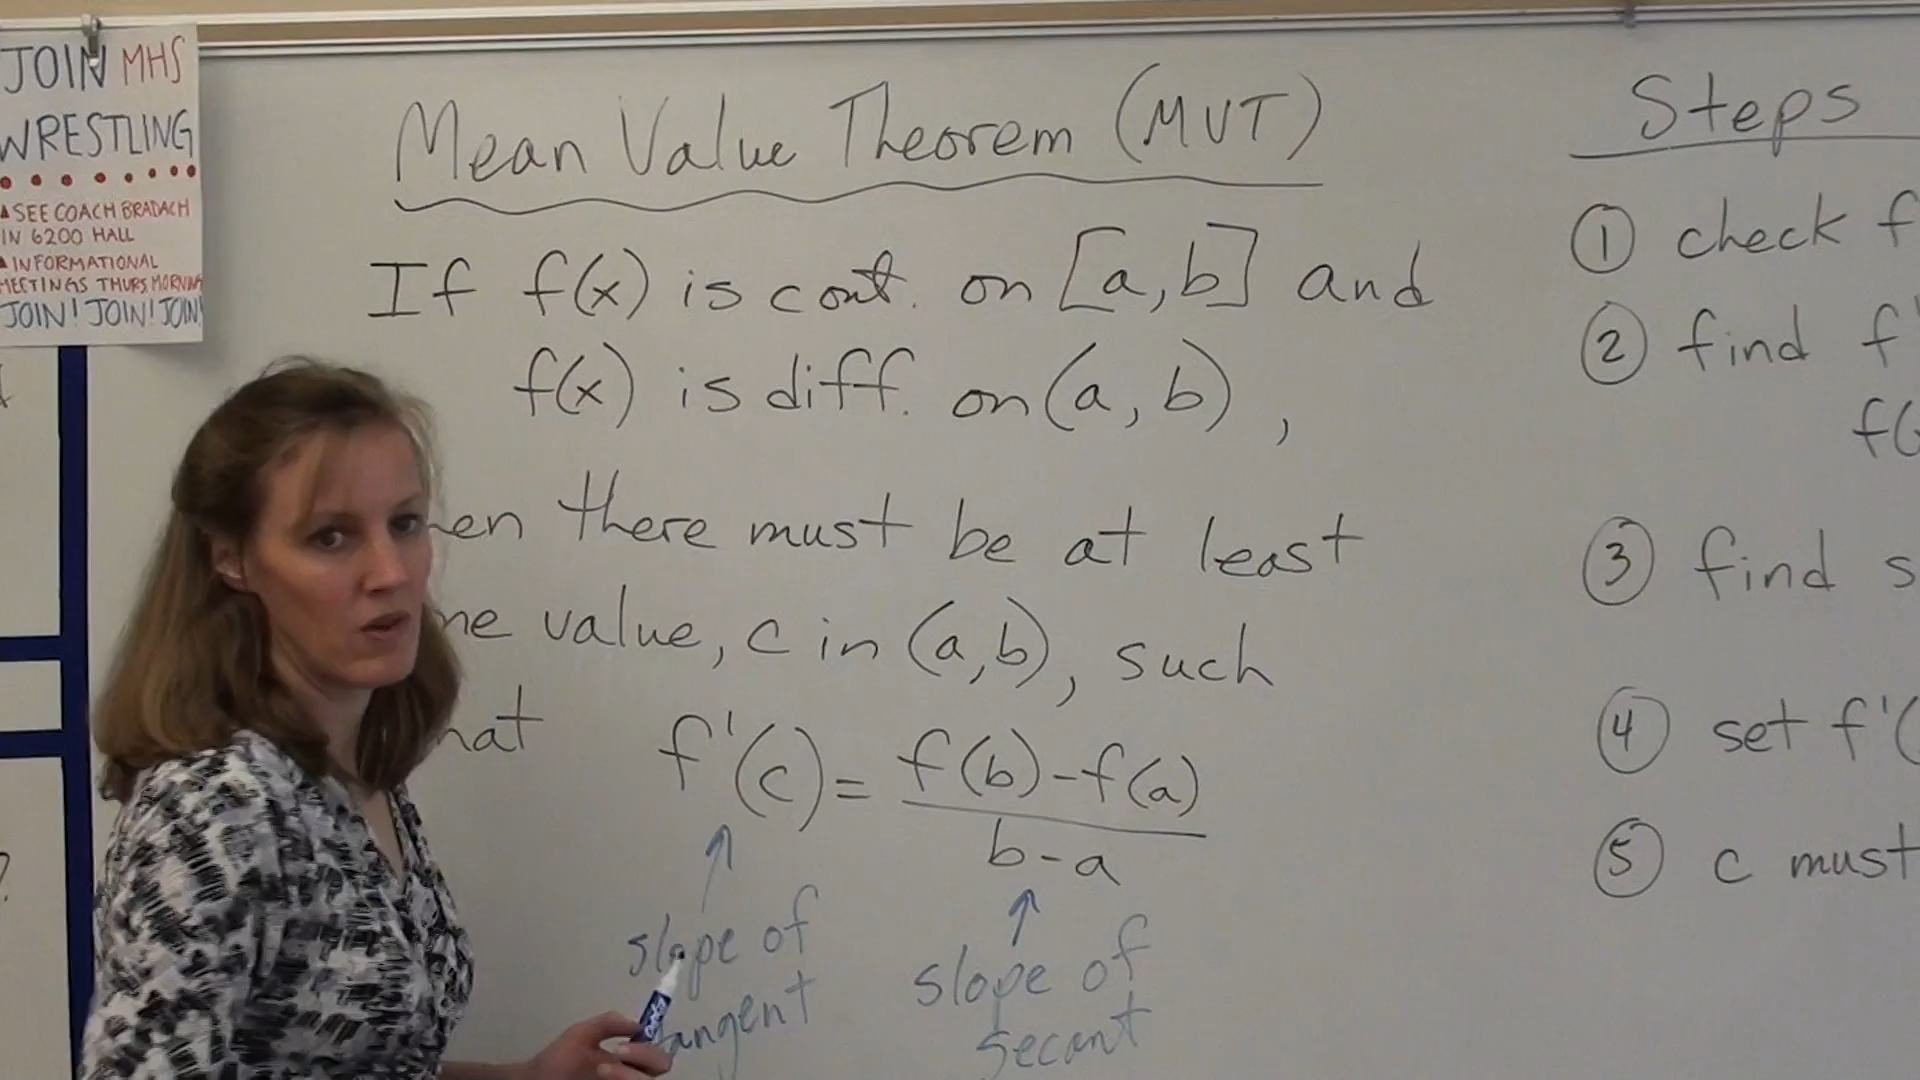 JOIN MHS
WRESTLING
SEE COACH BRADACH
IN 6200 HALL
INFORMATIONAL
MEETINGS THURS. MORNING
JOIN! JOIN! JOIN!
Mean Value Theorem (MVT)
If f(x) is cont. on [a,b] and
f(x) is diff. on (a, b),
en there must be at least
ne value, c in (a,b), such
hat f'(c) = f(b)-f(a)
b-a
slope of
tangent
slope of
secant
Steps
① check f
② find f'
f(
③ find s
④ set f'(
⑤ c must